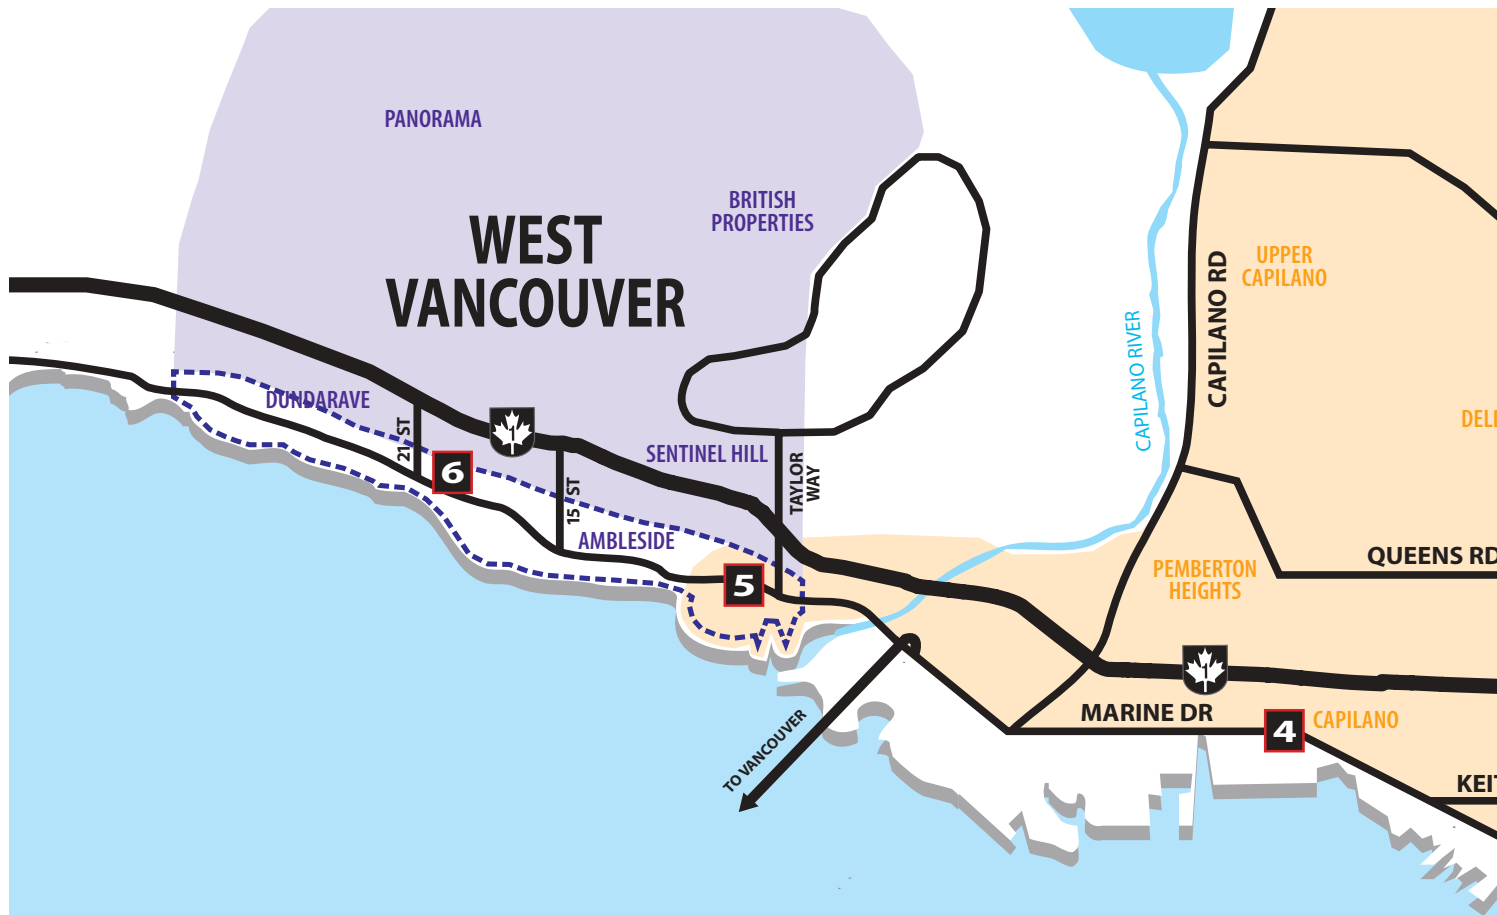 PANORAMA
BRITISH
PROPERTIES
WEST
VANCOUVER
UPPER
CAPILANO
CAPILANO RD
CAPILANO RIVER
DUNDARAVE
21 ST
1
6
SENTINEL HILL
TAYLOR
WAY
15 ST
AMBLESIDE
5
QUEENS RD
PEMBERTON
HEIGHTS
1
MARINE DR
4
CAPILANO
TO VANCOUVER